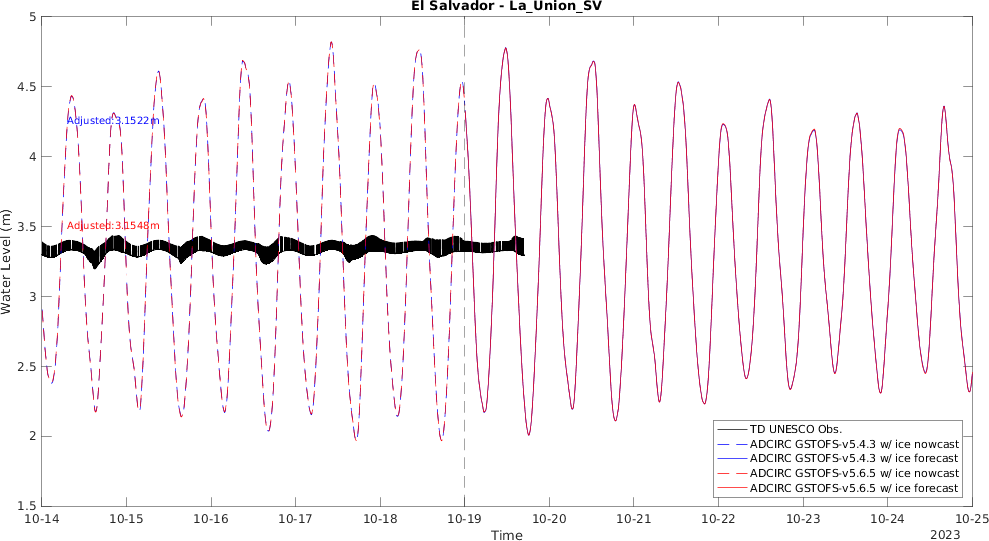 El Salvador - La_Union_SV
Water Level (m)
5
4.5
4
3.5
3
2.5
2
1.5
Adjusted:3.1522m
Adjusted:3.1548m
TD UNESCO Obs.
ADCIRC GSTOFS-v5.4.3 w/ ice nowcast
ADCIRC GSTOFS-v5.4.3 w/ ice forecast
ADCIRC GSTOFS-v5.6.5 w/ ice nowcast
ADCIRC GSTOFS-v5.6.5 w/ ice forecast
10-14 10-15 10-16 10-17 10-18 10-19 10-20 10-21 10-22 10-23 10-24 10-25
Time
2023